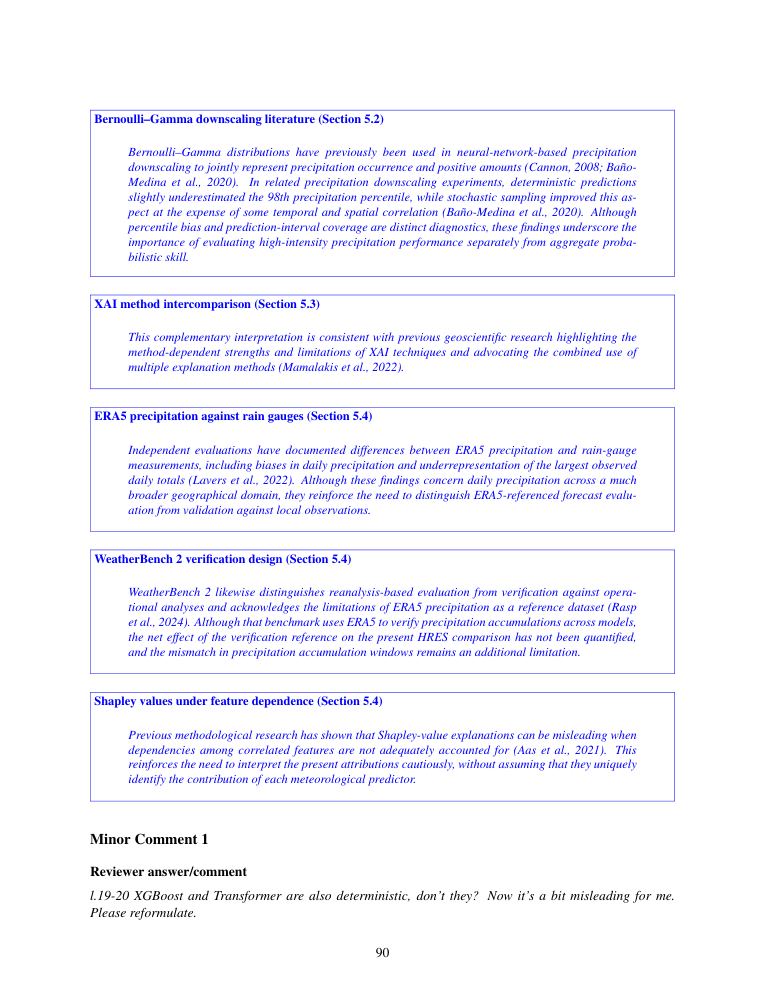 Bernoulli–Gamma downscaling literature (Section 5.2)
Bernoulli–Gamma distributions have previously been used in neural-network-based precipitation
downscaling to jointly represent precipitation occurrence and positive amounts (Cannon, 2008; Baño-
Medina et al., 2020). In related precipitation downscaling experiments, deterministic predictions
slightly underestimated the 98th precipitation percentile, while stochastic sampling improved this as-
pect at the expense of some temporal and spatial correlation (Baño-Medina et al., 2020). Although
percentile bias and prediction-interval coverage are distinct diagnostics, these findings underscore the
importance of evaluating high-intensity precipitation performance separately from aggregate proba-
bilistic skill.
XAI method intercomparison (Section 5.3)
This complementary interpretation is consistent with previous geoscientific research highlighting the
method-dependent strengths and limitations of XAI techniques and advocating the combined use of
multiple explanation methods (Mamalakis et al., 2022).
ERA5 precipitation against rain gauges (Section 5.4)
Independent evaluations have documented differences between ERA5 precipitation and rain-gauge
measurements, including biases in daily precipitation and underrepresentation of the largest observed
daily totals (Lavers et al., 2022). Although these findings concern daily precipitation across a much
broader geographical domain, they reinforce the need to distinguish ERA5-referenced forecast evalu-
ation from validation against local observations.
WeatherBench 2 verification design (Section 5.4)
WeatherBench 2 likewise distinguishes reanalysis-based evaluation from verification against opera-
tional analyses and acknowledges the limitations of ERA5 precipitation as a reference dataset (Rasp
et al., 2024). Although that benchmark uses ERA5 to verify precipitation accumulations across models,
the net effect of the verification reference on the present HRES comparison has not been quantified,
and the mismatch in precipitation accumulation windows remains an additional limitation.
Shapley values under feature dependence (Section 5.4)
Previous methodological research has shown that Shapley-value explanations can be misleading when
dependencies among correlated features are not adequately accounted for (Aas et al., 2021). This
reinforces the need to interpret the present attributions cautiously, without assuming that they uniquely
identify the contribution of each meteorological predictor.
Minor Comment 1
Reviewer answer/comment
l.19-20 XGBoost and Transformer are also deterministic, don't they? Now it's a bit misleading for me.
Please reformulate.
90